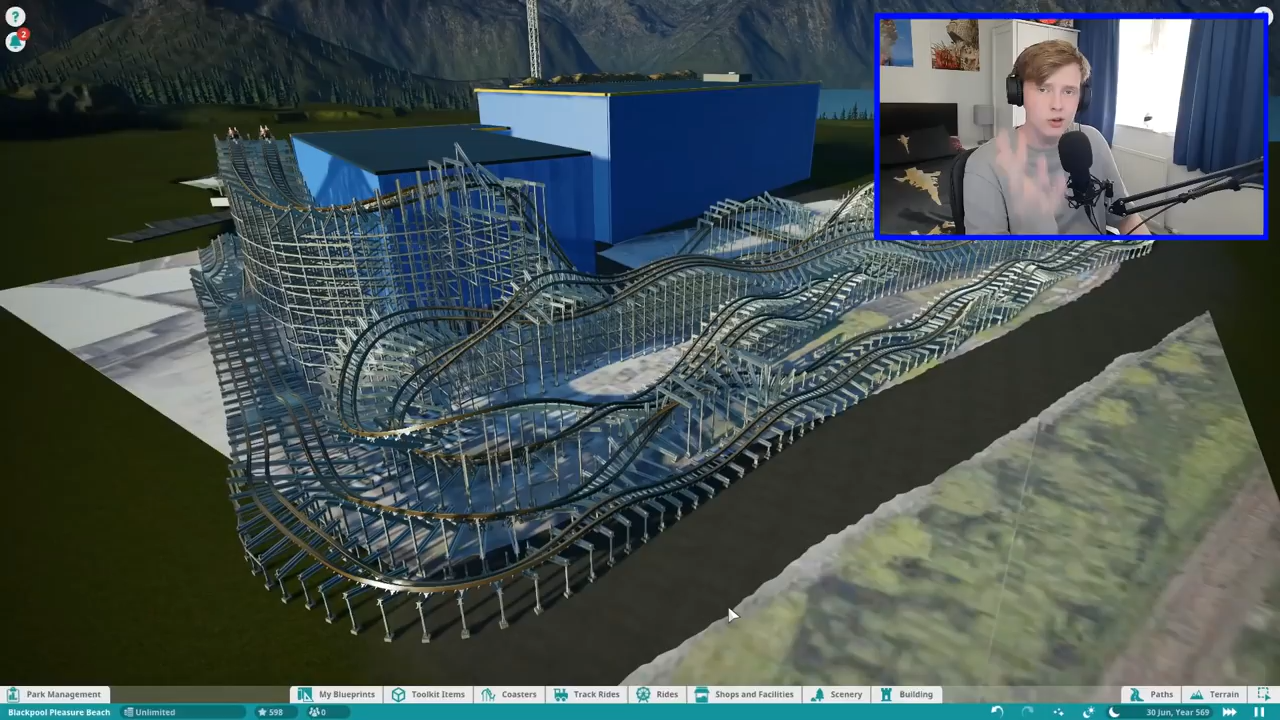 ?
2
Park Management
My Blueprints
Toolkit Items
Coasters
Track Rides
Rides
Shops and Facilities
Scenery
Building
Paths
Terrain
Blackpool Pleasure Beach
Unlimited
598
0
30 Jun, Year 569